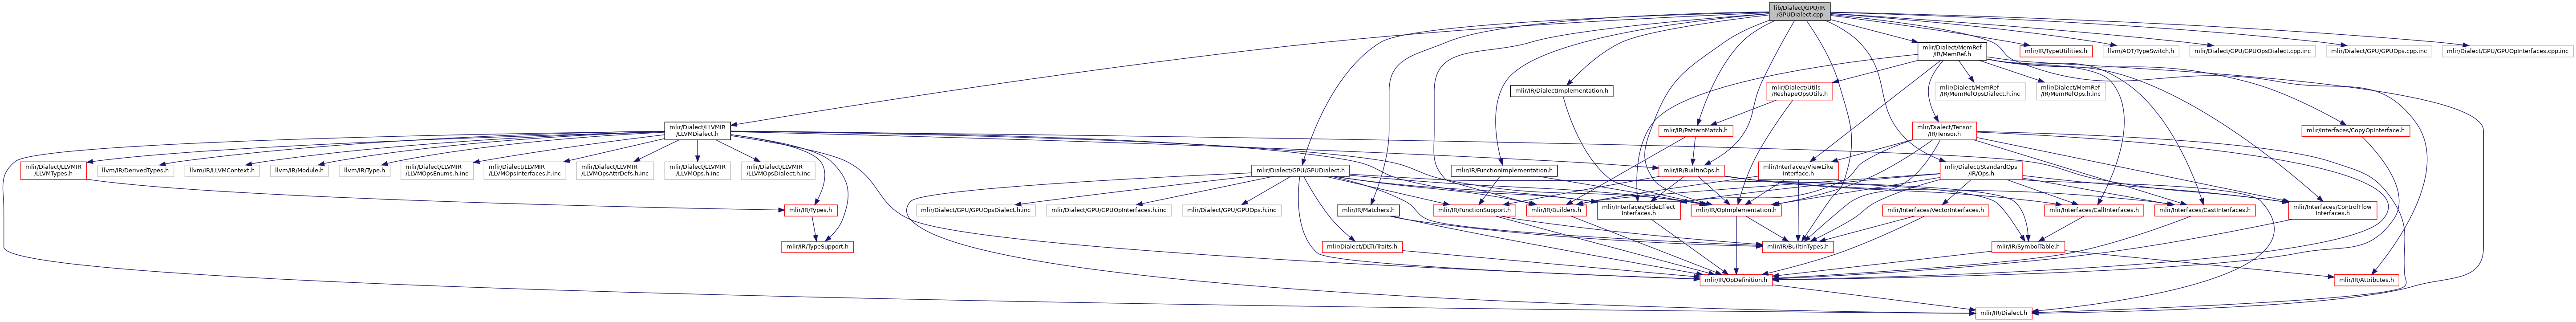 lib/Dialect/GPU/IR
/GPUDialect.cpp
mlir/Dialect/MemRef
/IR/MemRef.h
mlir/IR/TypeUtilities.h
llvm/ADT/TypeSwitch.h
mlir/Dialect/GPU/GPUOpsDialect.cpp.inc
mlir/Dialect/GPU/GPUOps.cpp.inc
mlir/Dialect/GPU/GPUOpInterfaces.cpp.inc
mlir/IR/DialectImplementation.h
mlir/Dialect/Utils
/ReshapeOpsUtils.h
mlir/Dialect/MemRef
/IR/MemRefOpsDialect.h.inc
mlir/Dialect/MemRef
/IR/MemRefOps.h.inc
mlir/Dialect/LLVMIR
/LLVMDialect.h
mlir/IR/PatternMatch.h
mlir/Dialect/Tensor
/IR/Tensor.h
mlir/Interfaces/CopyOpInterface.h
mlir/Dialect/LLVMIR
/LLVMTypes.h
llvm/IR/DerivedTypes.h
llvm/IR/LLVMContext.h
llvm/IR/Module.h
llvm/IR/Type.h
mlir/Dialect/LLVMIR
/LLVMOpsEnums.h.inc
mlir/Dialect/LLVMIR
/LLVMOpsInterfaces.h.inc
mlir/Dialect/LLVMIR
/LLVMOpsAttrDefs.h.inc
mlir/Dialect/LLVMIR
/LLVMOps.h.inc
mlir/Dialect/LLVMIR
/LLVMOpsDialect.h.inc
mlir/Dialect/GPU/GPUDialect.h
mlir/IR/FunctionImplementation.h
mlir/IR/BuiltinOps.h
mlir/Interfaces/ViewLike
Interface.h
mlir/Dialect/StandardOps
/IR/Ops.h
mlir/IR/Types.h
mlir/Dialect/GPU/GPUOpsDialect.h.inc
mlir/Dialect/GPU/GPUOpInterfaces.h.inc
mlir/Dialect/GPU/GPUOps.h.inc
mlir/IR/Matchers.h
mlir/IR/FunctionSupport.h
mlir/IR/Builders.h
mlir/Interfaces/SideEffect
Interfaces.h
mlir/IR/OpImplementation.h
mlir/Interfaces/VectorInterfaces.h
mlir/Interfaces/CallInterfaces.h
mlir/Interfaces/CastInterfaces.h
mlir/Interfaces/ControlFlow
Interfaces.h
mlir/IR/TypeSupport.h
mlir/Dialect/DLTI/Traits.h
mlir/IR/BuiltinTypes.h
mlir/IR/SymbolTable.h
mlir/IR/OpDefinition.h
mlir/IR/Attributes.h
mlir/IR/Dialect.h